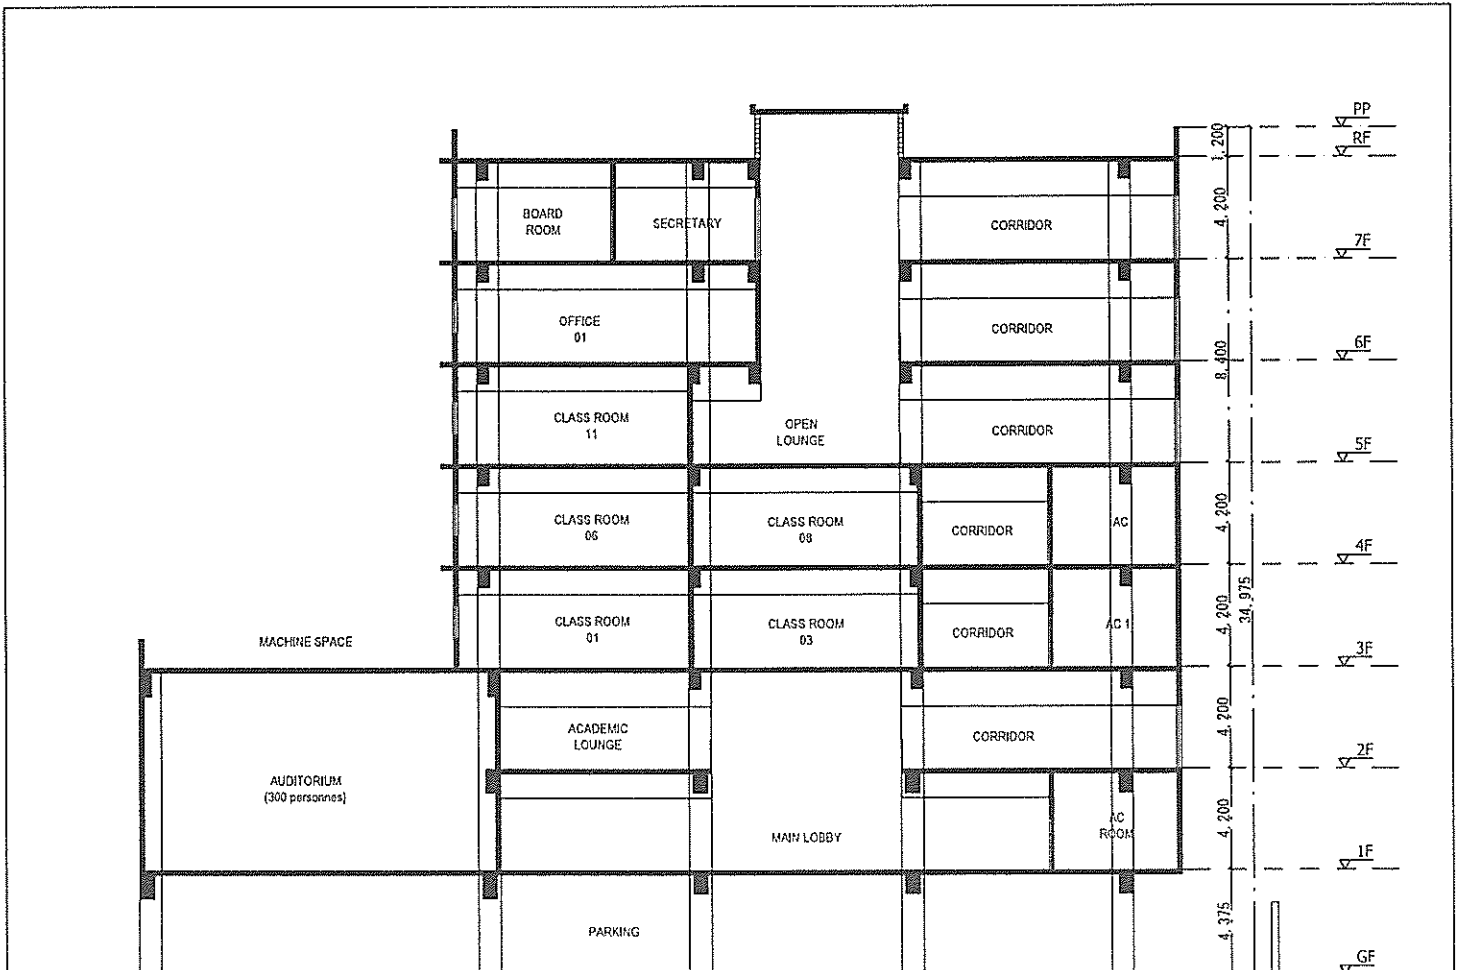 PP
1,200
RF
4,200
BOARD
ROOM
SECRETARY
CORRIDOR
7F
OFFICE
01
CORRIDOR
8,400
6F
CLASS ROOM
11
OPEN
LOUNGE
CORRIDOR
5F
CLASS ROOM
06
CLASS ROOM
08
CORRIDOR
AC
4,200
4F
34,975
CLASS ROOM
01
CLASS ROOM
03
CORRIDOR
AC 1
4,200
MACHINE SPACE
3F
ACADEMIC
LOUNGE
CORRIDOR
4,200
2F
AUDITORIUM
(300 personnes)
MAIN LOBBY
AC
ROOM
4,200
1F
PARKING
4,375
GF